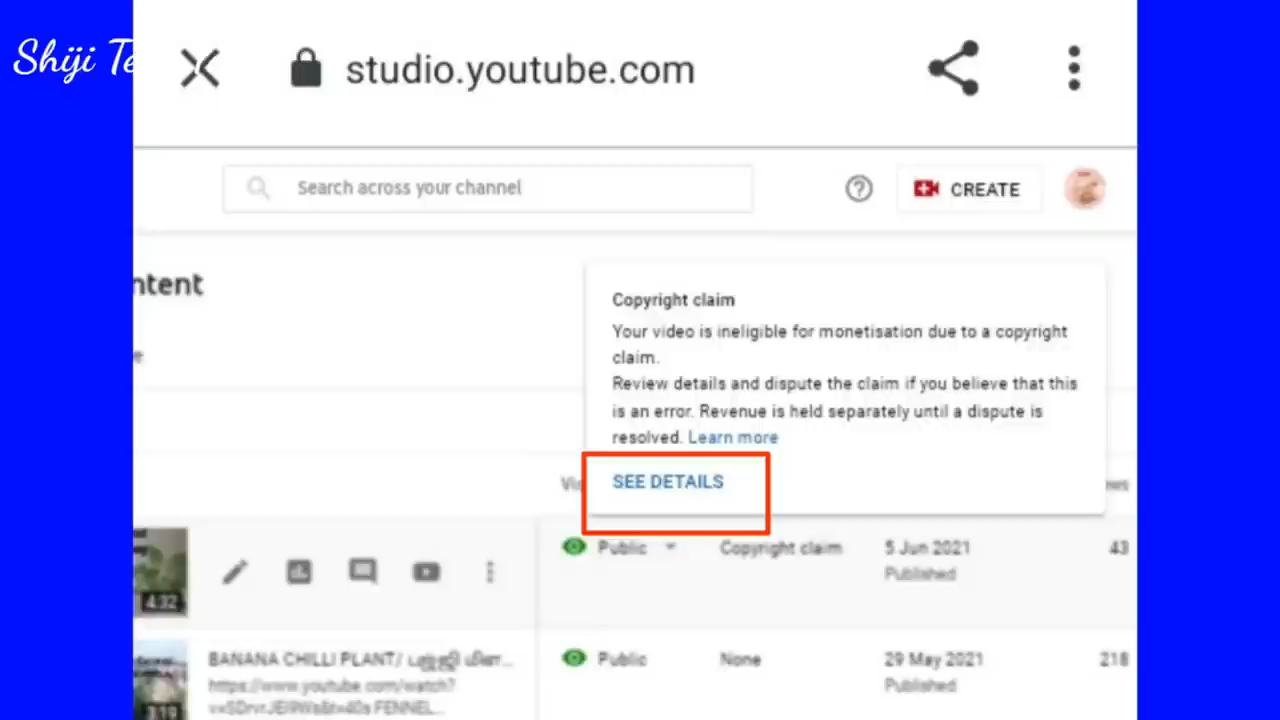 Shiji Te
studio.youtube.com
Search across your channel
CREATE
ntent
Copyright claim
Your video is ineligible for monetisation due to a copyright
claim.
Review details and dispute the claim if you believe that this
is an error. Revenue is held separately until a dispute is
resolved. Learn more
SEE DETAILS
Public Copyright claim 5 Jun 2021 43
Published
4:32
BANANA CHILLI PLANT/ Public None 29 May 2021 218
https://www.youtube.com/watch? Published
FENNEL...
3:19